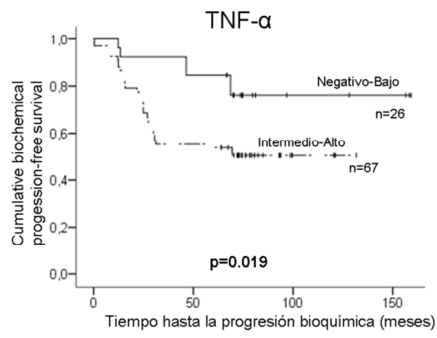 TNF-α
Cumulative biochemical
progession-free survival
1,0
0,8
0,6
0,4
0,2
0,0
Negativo-Bajo
n=26
Intermedio-Alto
n=67
p=0.019
0
50
100
150
Tiempo hasta la progresión bioquímica (meses)